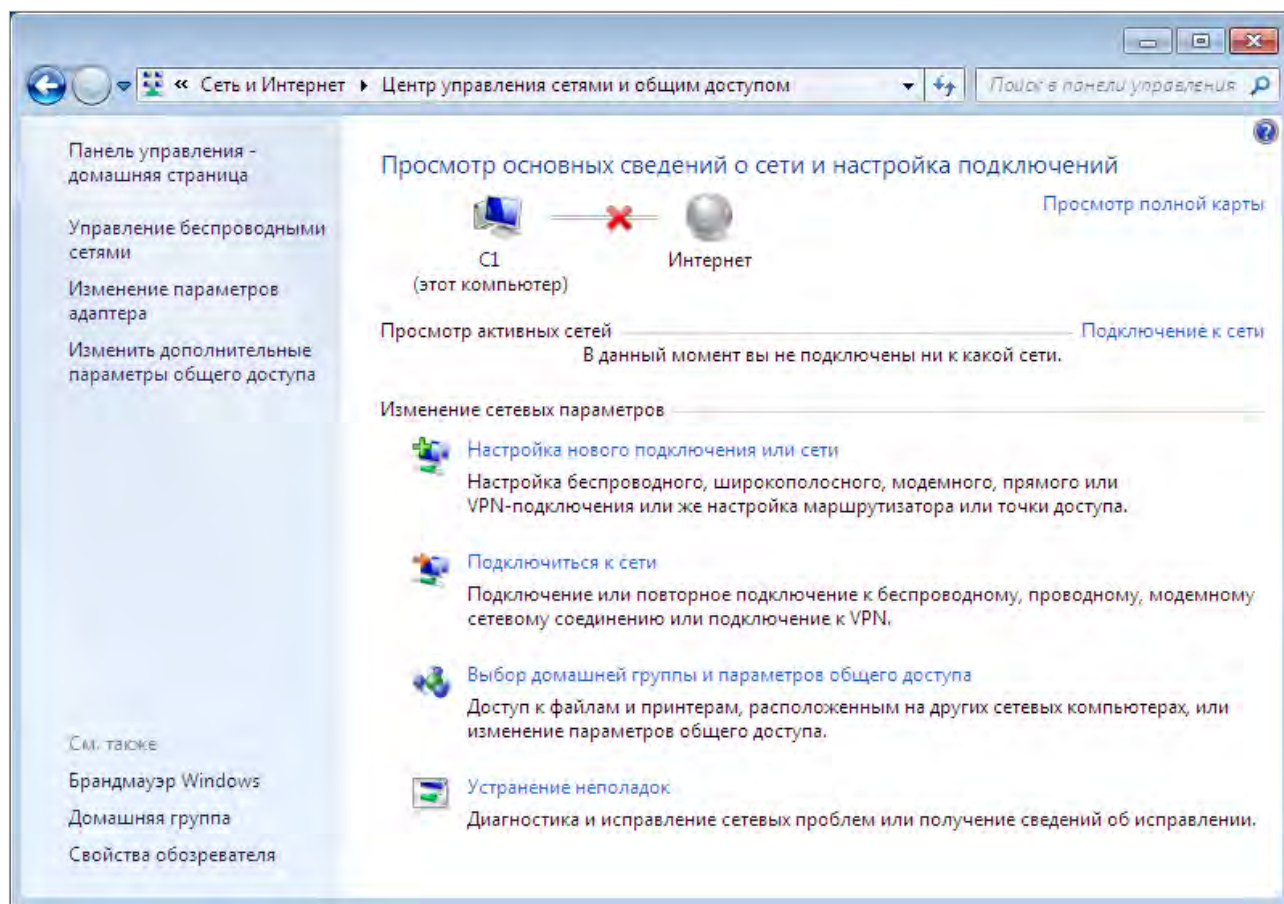 « Сеть и Интернет ▸ Центр управления сетями и общим доступом
Поиск в панели управления
Панель управления -
домашняя страница
Управление беспроводными
сетями
Изменение параметров
адаптера
Изменить дополнительные
параметры общего доступа
См. также
Брандмауэр Windows
Домашняя группа
Свойства обозревателя
Просмотр основных сведений о сети и настройка подключений
Просмотр полной карты
C1
(этот компьютер)
Интернет
Просмотр активных сетей
Подключение к сети
В данный момент вы не подключены ни к какой сети.
Изменение сетевых параметров
Настройка нового подключения или сети
Настройка беспроводного, широкополосного, модемного, прямого или
VPN-подключения или же настройка маршрутизатора или точки доступа.
Подключиться к сети
Подключение или повторное подключение к беспроводному, проводному, модемному
сетевому соединению или подключение к VPN.
Выбор домашней группы и параметров общего доступа
Доступ к файлам и принтерам, расположенным на других сетевых компьютерах, или
изменение параметров общего доступа.
Устранение неполадок
Диагностика и исправление сетевых проблем или получение сведений об исправлении.